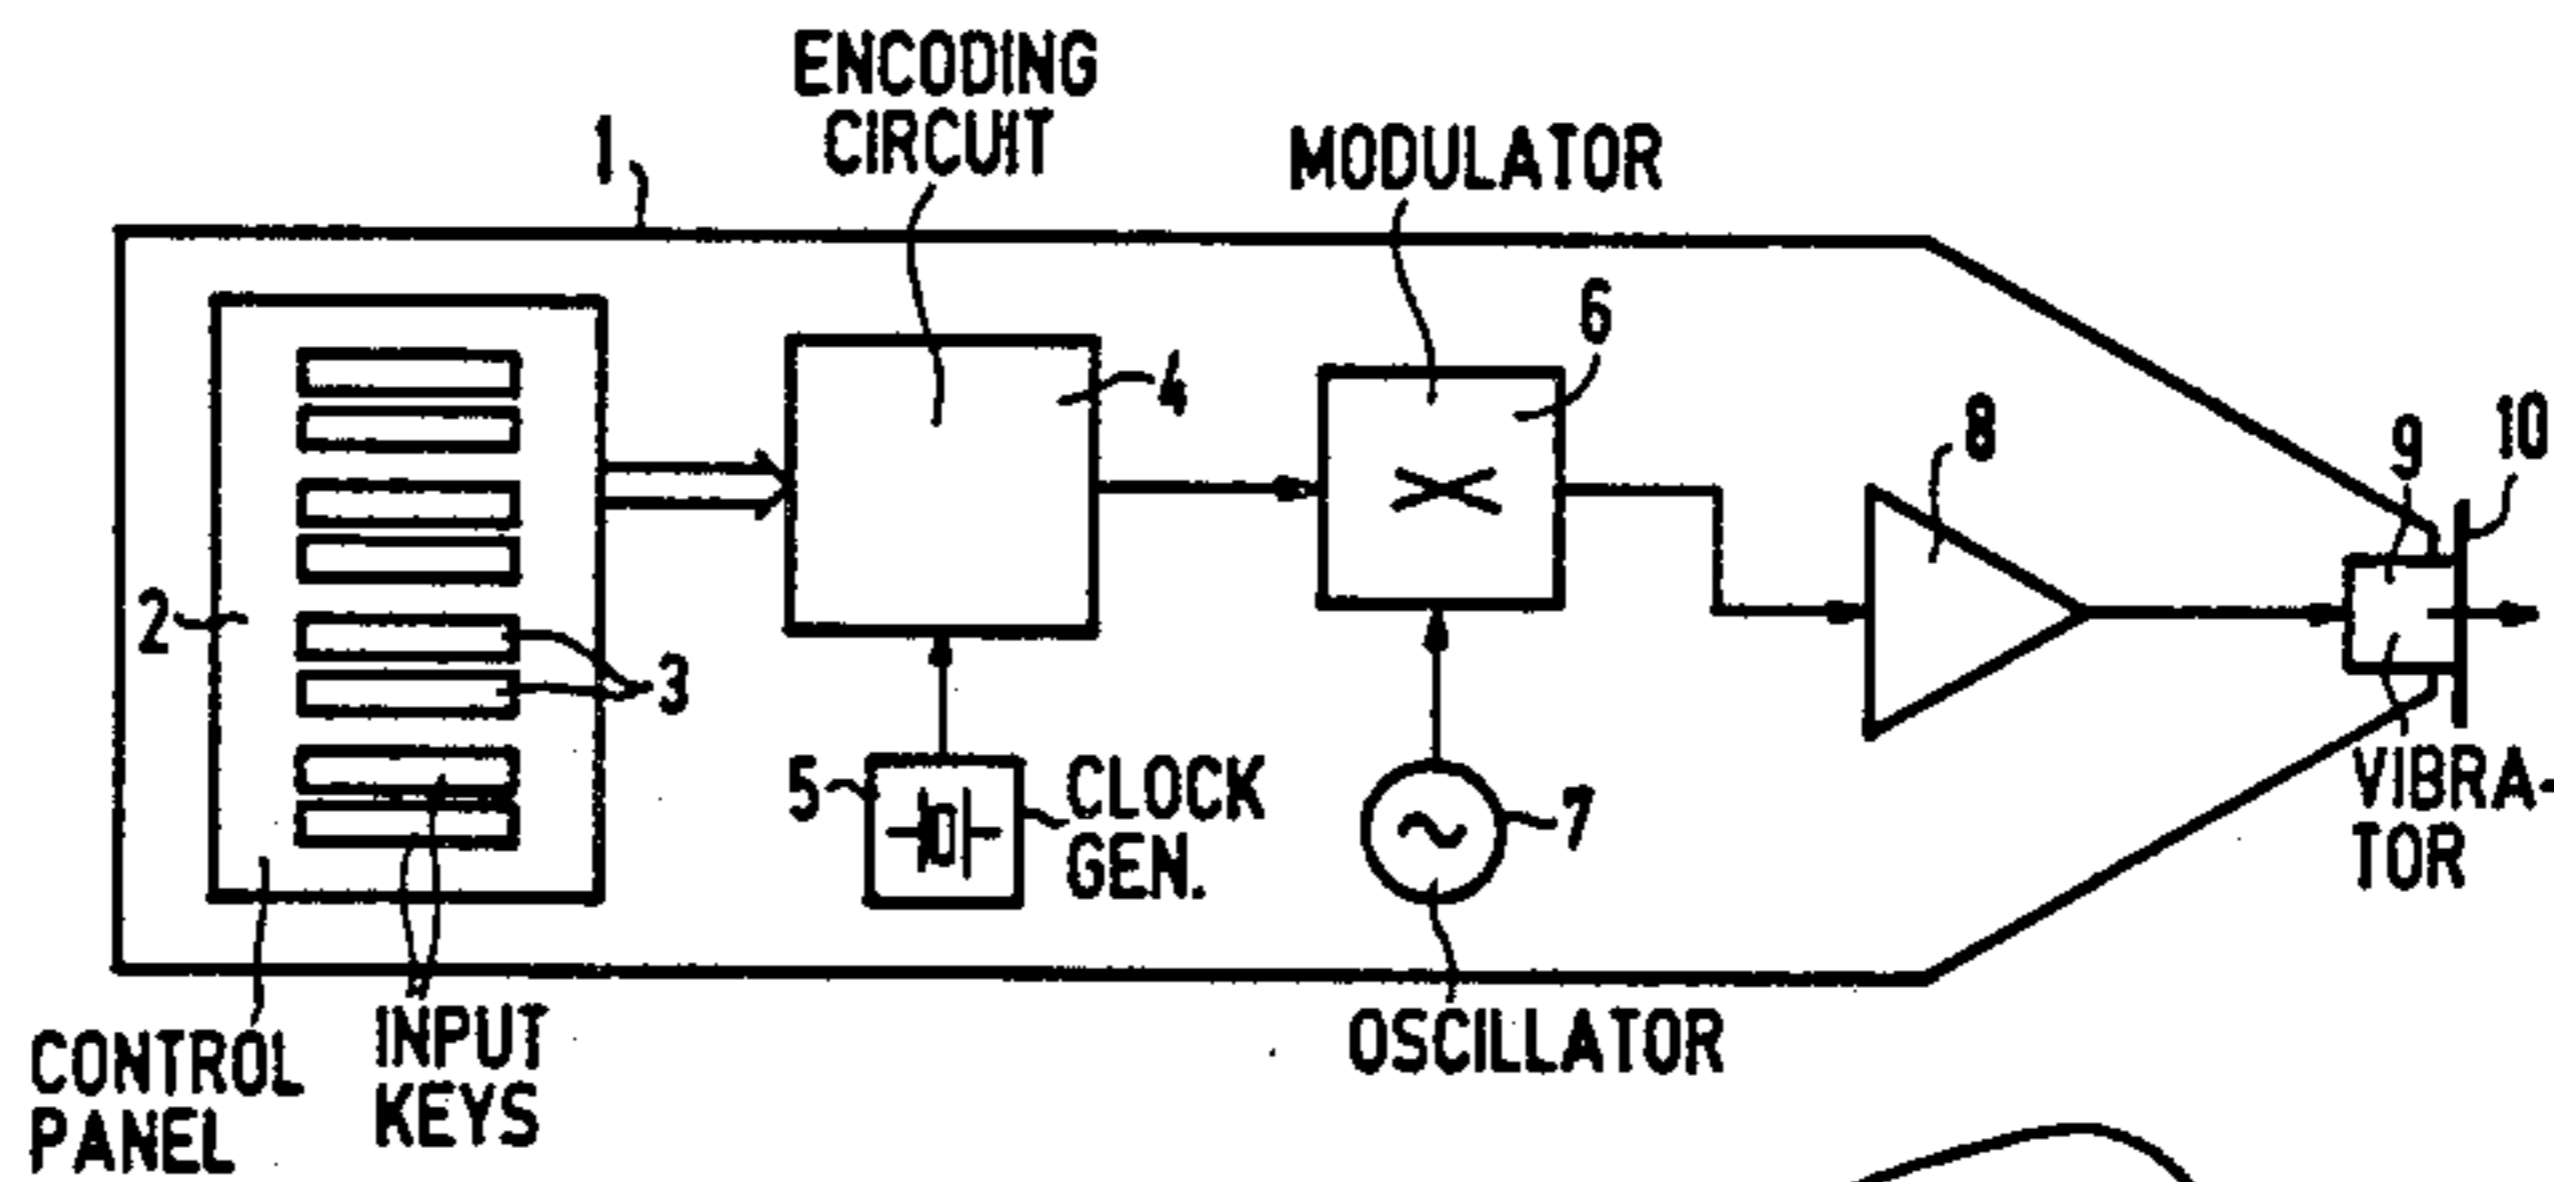 ENCODING
CIRCUIT
1
MODULATOR
6
4
8
9
10
2
3
5
CLOCK
GEN.
7
VIBRA-
TOR
OSCILLATOR
INPUT
KEYS
CONTROL
PANEL